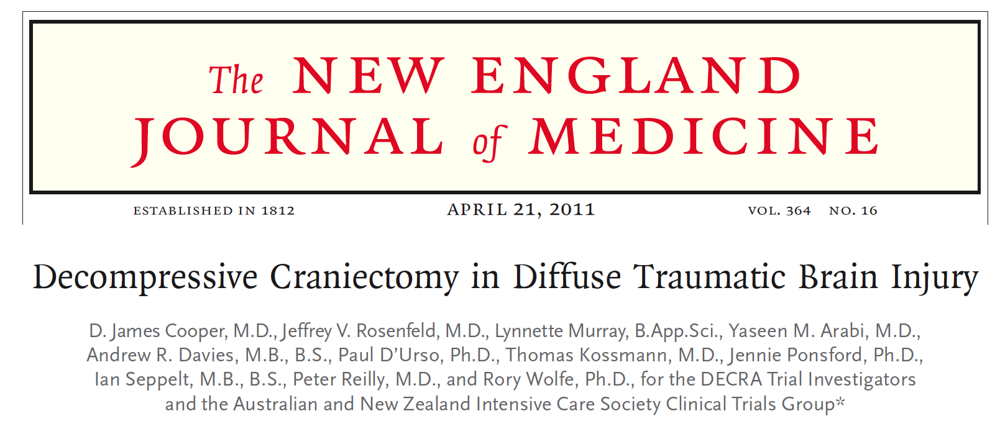 The NEW ENGLAND
JOURNAL of MEDICINE
ESTABLISHED IN 1812 APRIL 21, 2011 VOL. 364 NO. 16
Decompressive Craniectomy in Diffuse Traumatic Brain Injury
D. James Cooper, M.D., Jeffrey V. Rosenfeld, M.D., Lynnette Murray, B.App.Sci., Yaseen M. Arabi, M.D.,
Andrew R. Davies, M.B., B.S., Paul D’Urso, Ph.D., Thomas Kossmann, M.D., Jennie Ponsford, Ph.D.,
Ian Seppelt, M.B., B.S., Peter Reilly, M.D., and Rory Wolfe, Ph.D., for the DECRA Trial Investigators
and the Australian and New Zealand Intensive Care Society Clinical Trials Group*